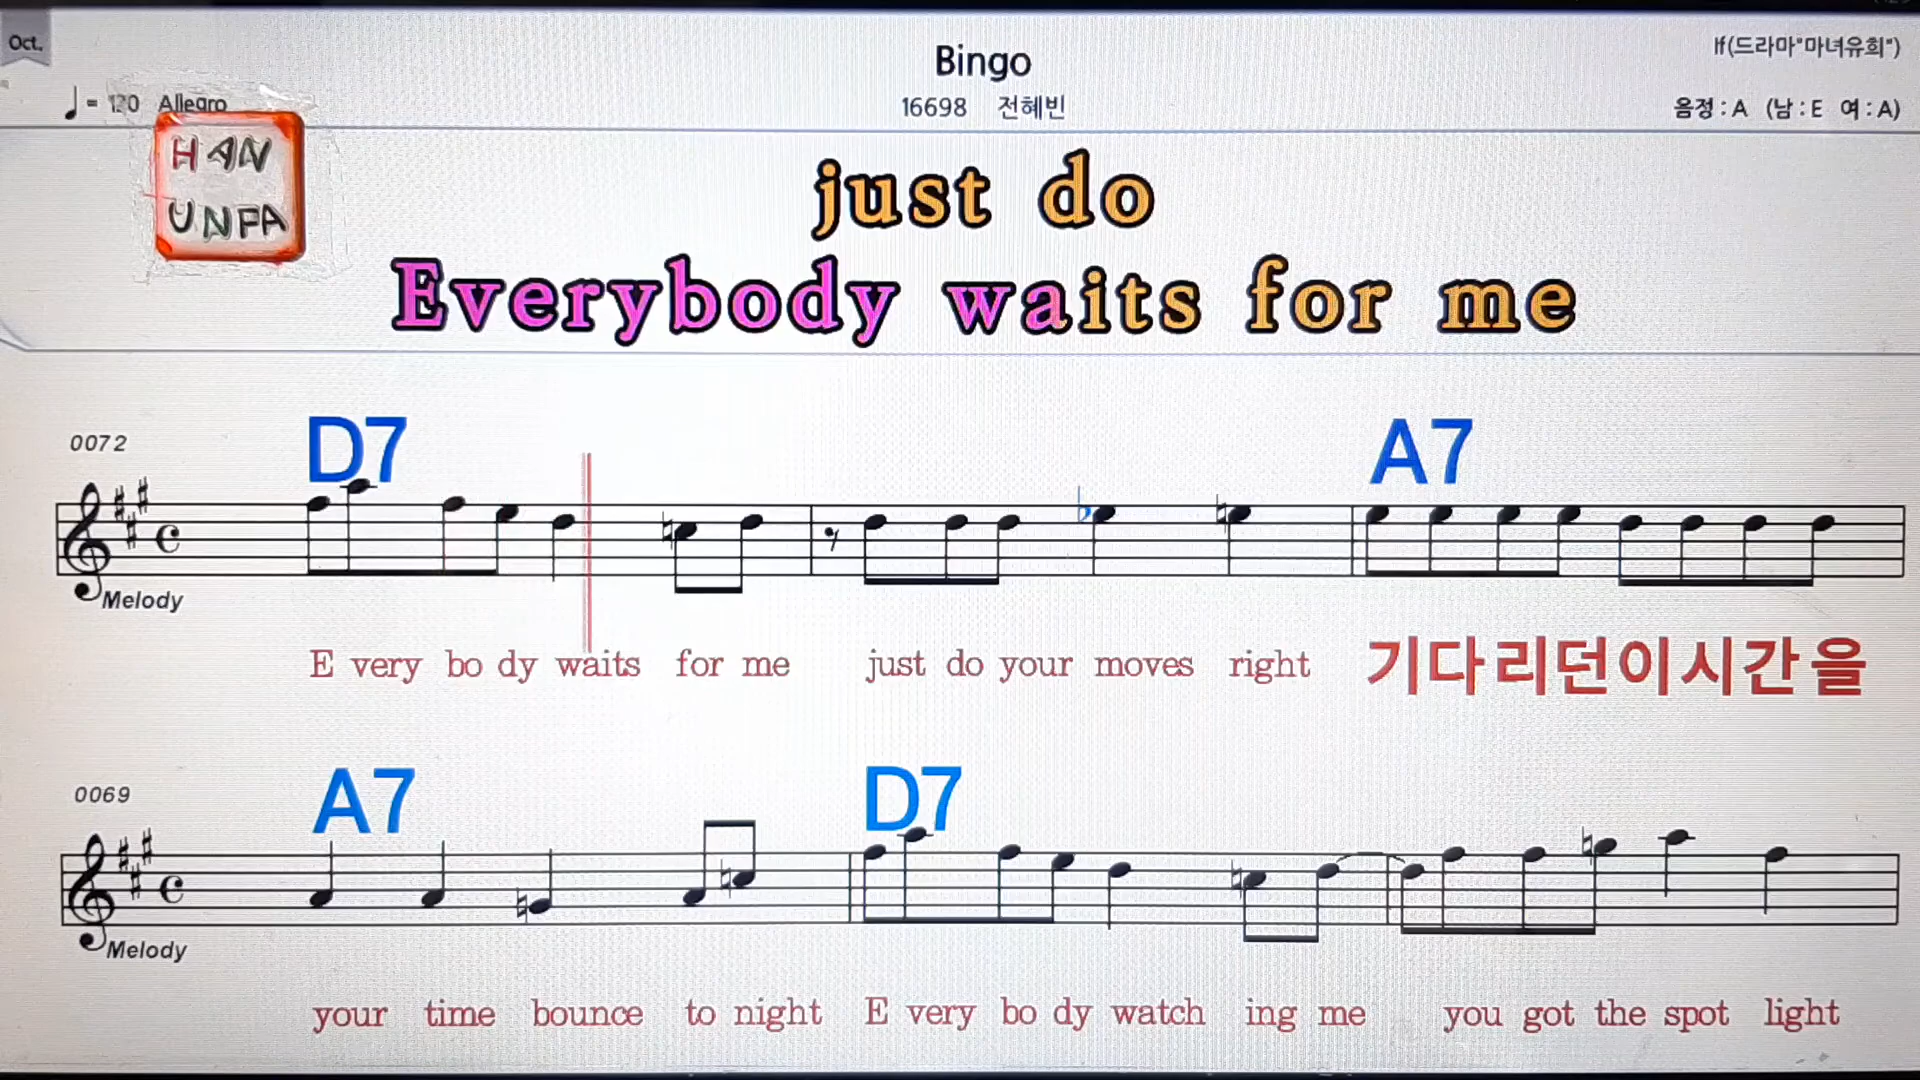 Oct.
Bingo
If(드라마"마녀유희")
♩ = 120 Allegro
16698 전혜빈
음정 : A (남 : E 여 : A)
HAN
UNFA
just do
Everybody waits for me
0072
D7
A7
Melody
E very bo dy waits for me just do your moves right 기다리던이시간을
0069
A7
D7
Melody
your time bounce to night E very bo dy watch ing me you got the spot light